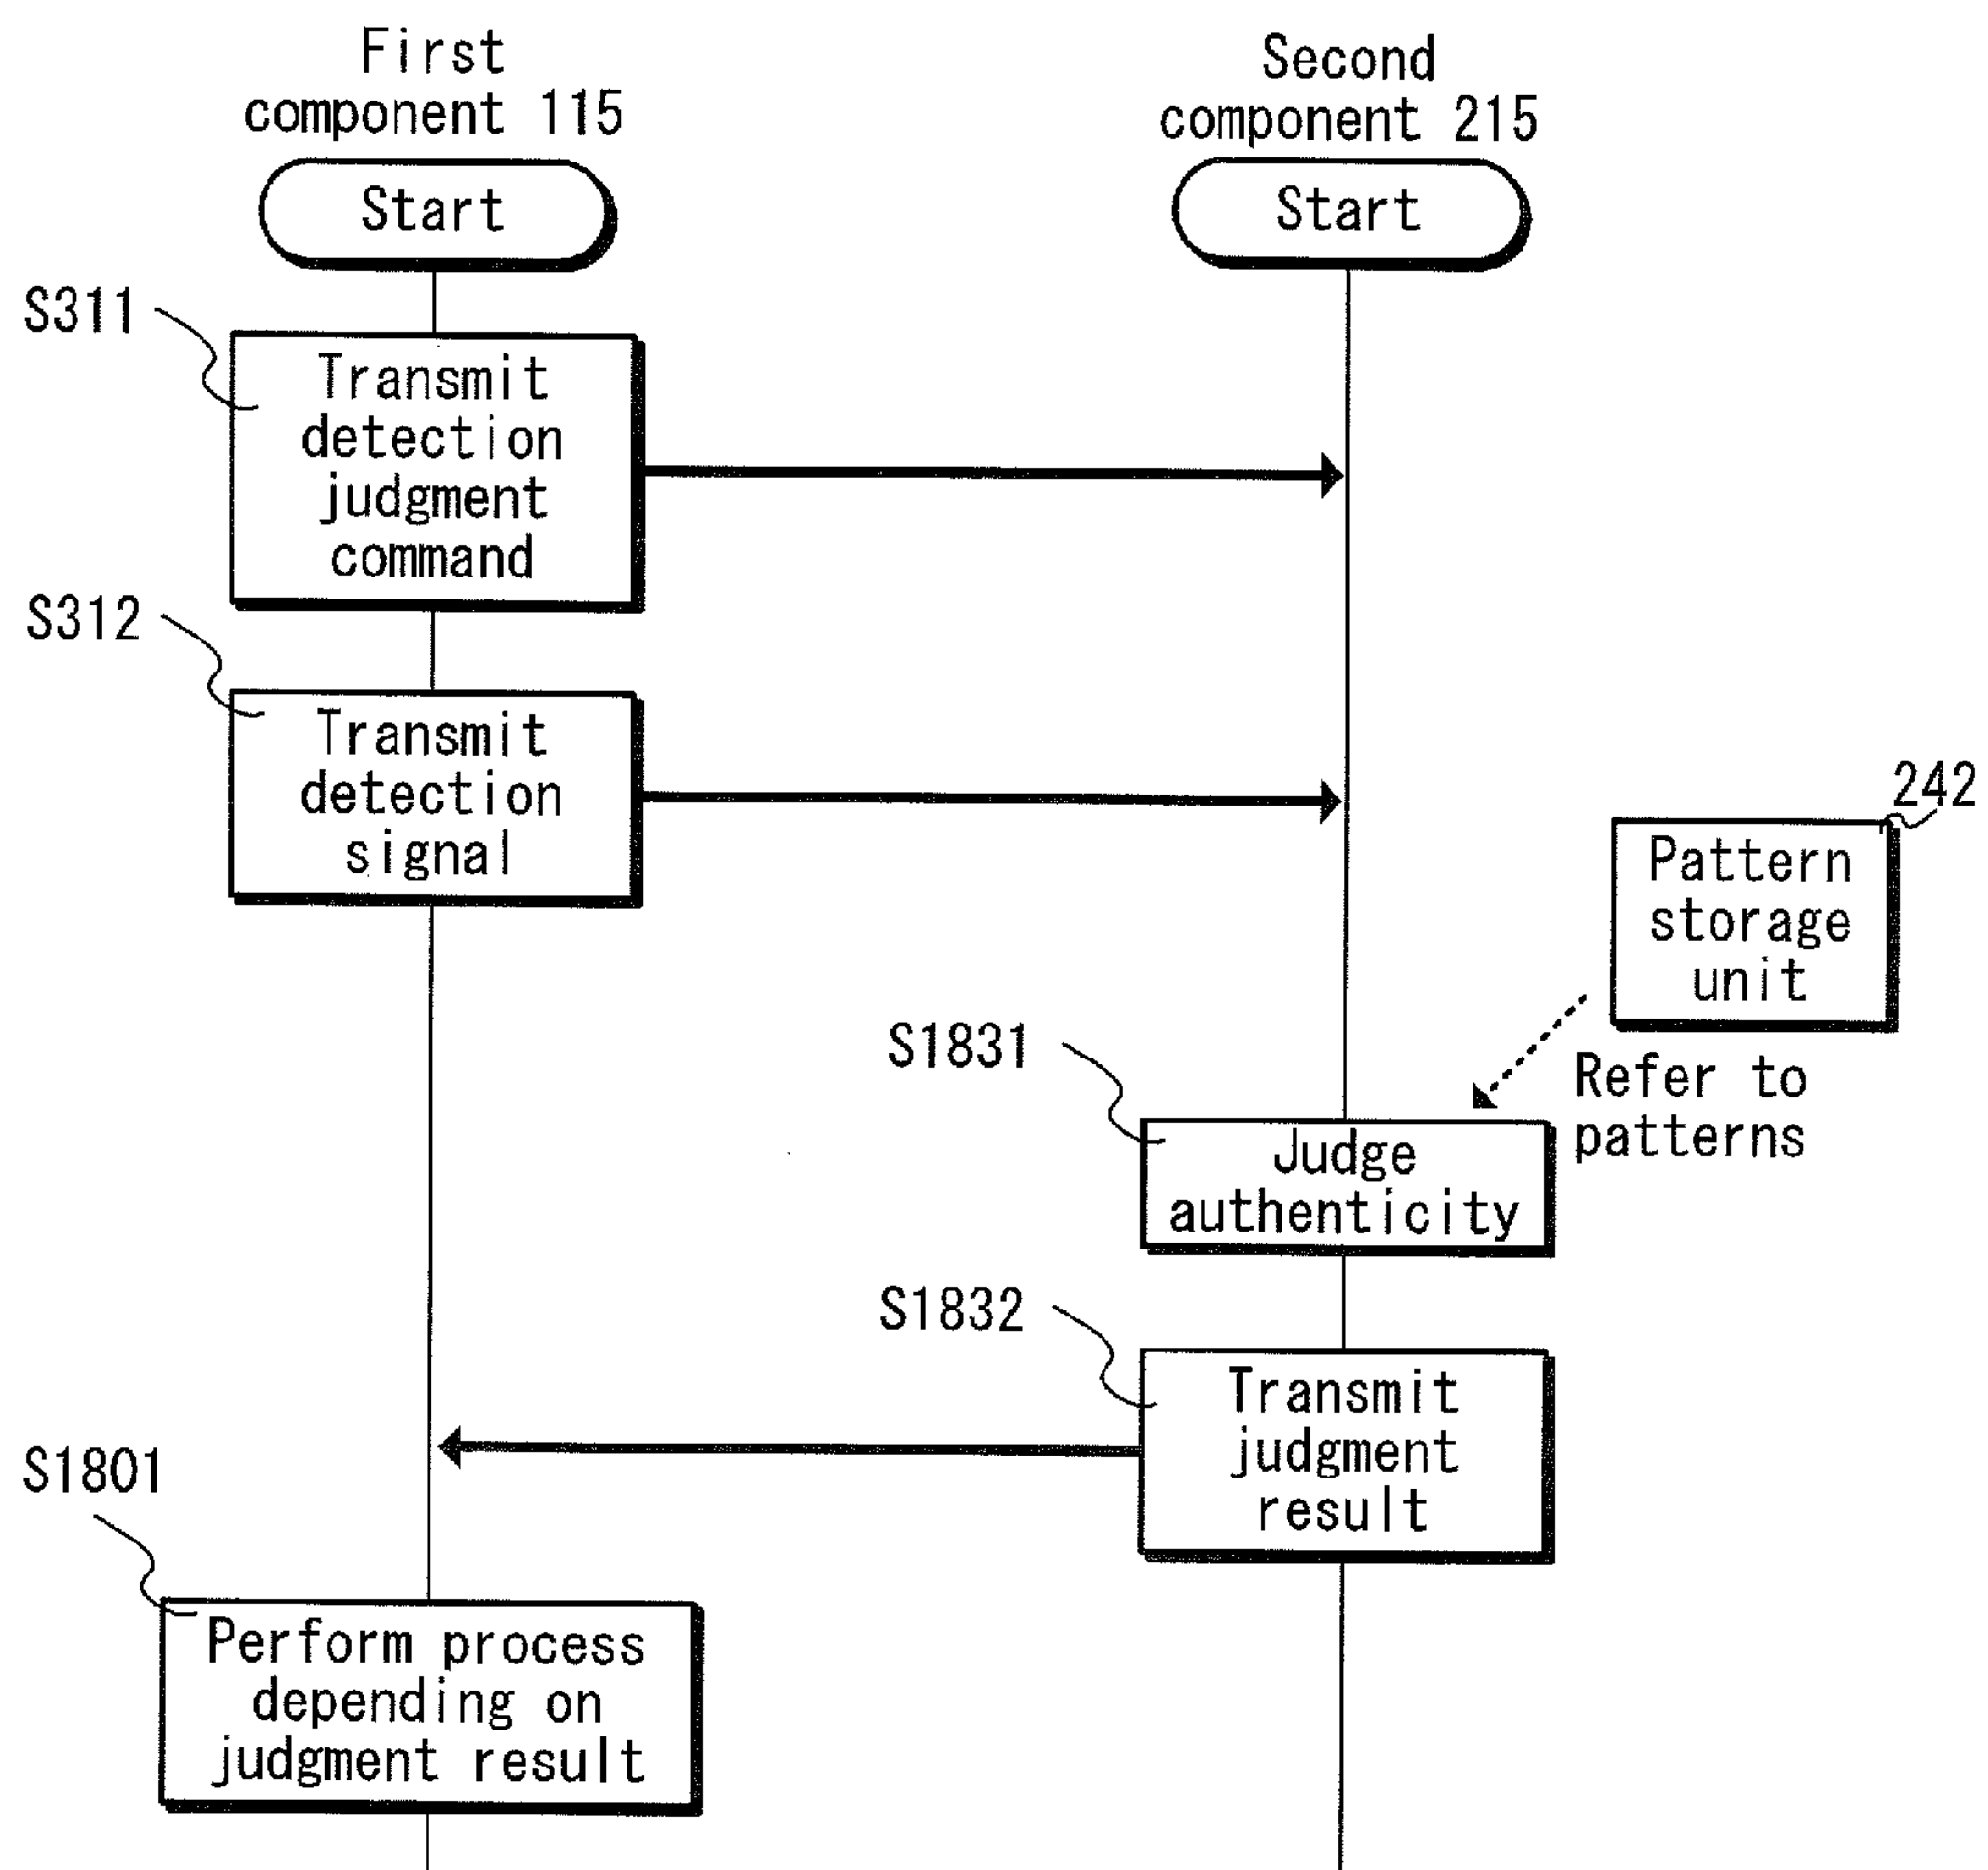 First
component 115
Second
component 215
Start
Start
S311
Transmit
detection
judgment
command
S312
Transmit
detection
signal
242
Pattern
storage
unit
S1831
Refer to
patterns
Judge
authenticity
S1832
Transmit
judgment
result
S1801
Perform process
depending on
judgment result